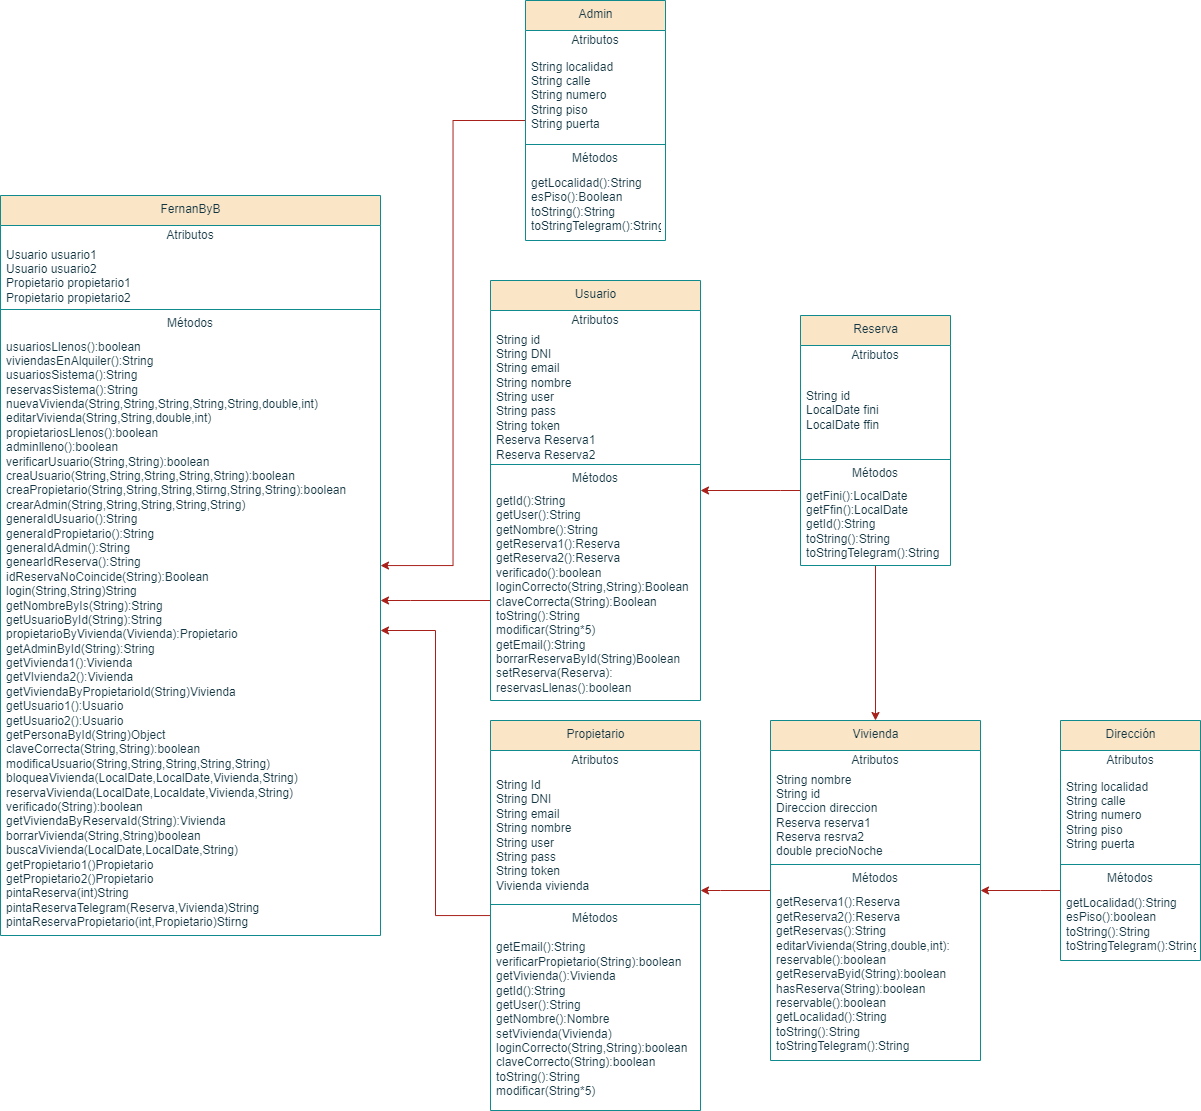 Admin
Atributos
String localidad
String calle
String numero
String piso
String puerta
Métodos
getLocalidad():String
esPiso():Boolean
toString():String
toStringTelegram():String
FernanByB
Atributos
Usuario usuario1
Usuario usuario2
Propietario propietario1
Propietario propietario2
Métodos
usuariosLlenos():boolean
viviendasEnAlquiler():String
usuariosSistema():String
reservasSistema():String
nuevaVivienda(String,String,String,String,String,double,int)
editarVivienda(String,String,double,int)
propietariosLlenos():boolean
adminlleno():boolean
verificarUsuario(String,String):boolean
creaUsuario(String,String,String,String,String):boolean
creaPropietario(String,String,String,Stirng,String,String):boolean
crearAdmin(String,String,String,String,String)
generaIdUsuario():String
generaIdPropietario():String
generaIdAdmin():String
genearIdReserva():String
idReservaNoCoincide(String):Boolean
login(String,String)String
getNombreByIs(String):String
getUsuarioById(String):String
propietarioByVivienda(Vivienda):Propietario
getAdminById(String):String
getVivienda1():Vivienda
getVIvienda2():Vivienda
getViviendaByPropietarioId(String)Vivienda
getUsuario1():Usuario
getUsuario2():Usuario
getPersonaById(String)Object
claveCorrecta(String,String):boolean
modificaUsuario(String,String,String,String,String)
bloqueaVivienda(LocalDate,LocalDate,Vivienda,String)
reservaVivienda(LocalDate,Localdate,Vivienda,String)
verificado(String):boolean
getViviendaByReservaId(String):Vivienda
borrarVivienda(String,String)boolean
buscaVivienda(LocalDate,LocalDate,String)
getPropietario1()Propietario
getPropetario2()Propietario
pintaReserva(int)String
pintaReservaTelegram(Reserva,Vivienda)String
pintaReservaPropietario(int,Propietario)Stirng
Usuario
Atributos
String id
String DNI
String email
String nombre
String user
String pass
String token
Reserva Reserva1
Reserva Reserva2
Métodos
getId():String
getUser():String
getNombre():String
getReserva1():Reserva
getReserva2():Reserva
verificado():boolean
loginCorrecto(String,String):Boolean
claveCorrecta(String):Boolean
toString():String
modificar(String*5)
getEmail():String
borrarReservaById(String)Boolean
setReserva(Reserva):
reservasLlenas():boolean
Reserva
Atributos
String id
LocalDate fini
LocalDate ffin
Métodos
getFini():LocalDate
getFfin():LocalDate
getId():String
toString():String
toStringTelegram():String
Propietario
Atributos
String Id
String DNI
String email
String nombre
String user
String pass
String token
Vivienda vivienda
Métodos
getEmail():String
verificarPropietario(String):boolean
getVivienda():Vivienda
getId():String
getUser():String
getNombre():Nombre
setVivienda(Vivienda)
loginCorrecto(String,String):boolean
claveCorrecto(String):boolean
toString():String
modificar(String*5)
Vivienda
Atributos
String nombre
String id
Direccion direccion
Reserva reserva1
Reserva resrva2
double precioNoche
Métodos
getReserva1():Reserva
getReserva2():Reserva
getReservas():String
editarVivienda(String,double,int):
reservable():boolean
getReservaByid(String):boolean
hasReserva(String):boolean
reservable():boolean
getLocalidad():String
toString():String
toStringTelegram():String
Dirección
Atributos
String localidad
String calle
String numero
String piso
String puerta
Métodos
getLocalidad():String
esPiso():boolean
toString():String
toStringTelegram():String